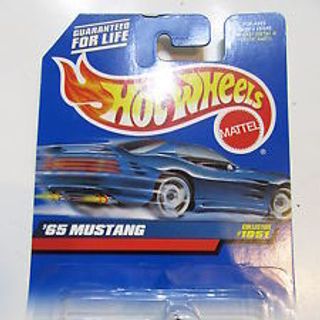 GUARANTEED
FOR LIFE
HOT WHEELS
MATTEL
'65 MUSTANG
COLLECTOR
#1051